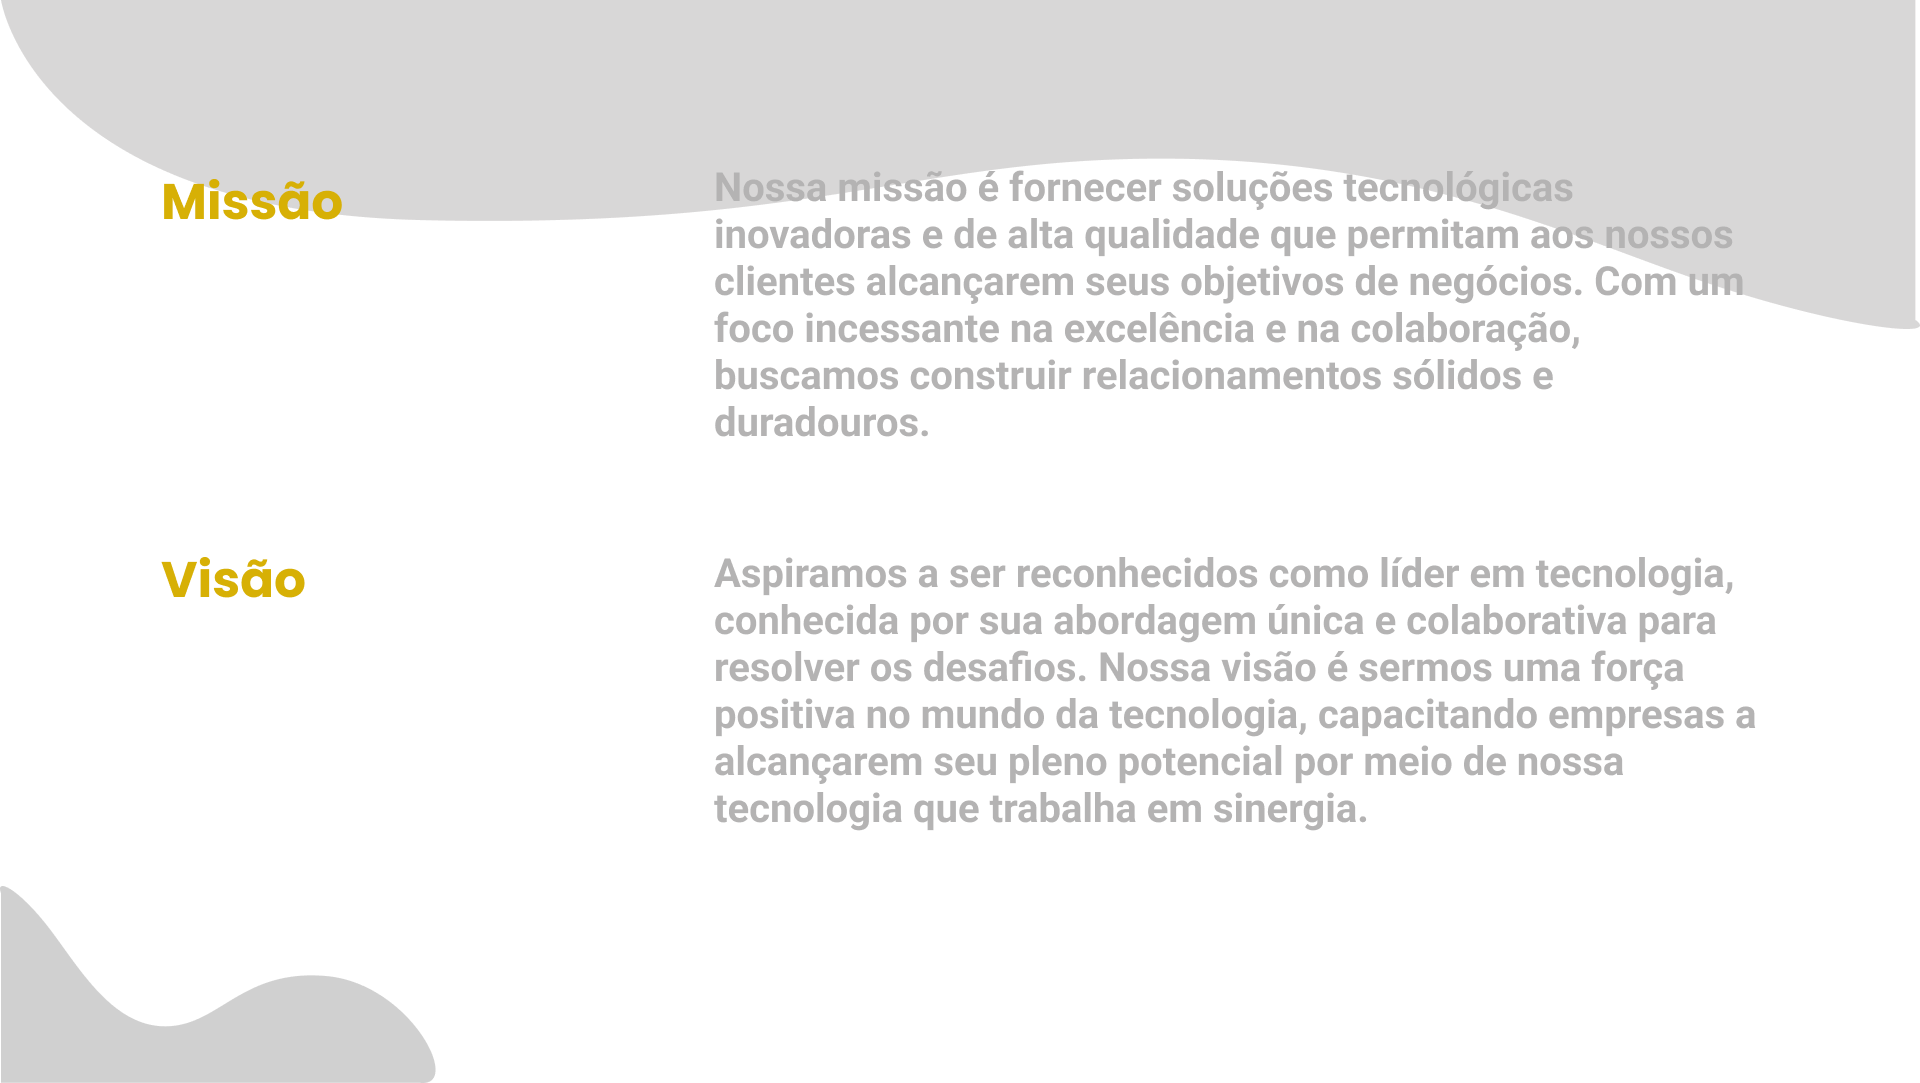 Missão
Nossa missão é fornecer soluções tecnológicas
inovadoras e de alta qualidade que permitam aos nossos
clientes alcançarem seus objetivos de negócios. Com um
foco incessante na excelência e na colaboração,
buscamos construir relacionamentos sólidos e
duradouros.
Visão
Aspiramos a ser reconhecidos como líder em tecnologia,
conhecida por sua abordagem única e colaborativa para
resolver os desafios. Nossa visão é sermos uma força
positiva no mundo da tecnologia, capacitando empresas a
alcançarem seu pleno potencial por meio de nossa
tecnologia que trabalha em sinergia.